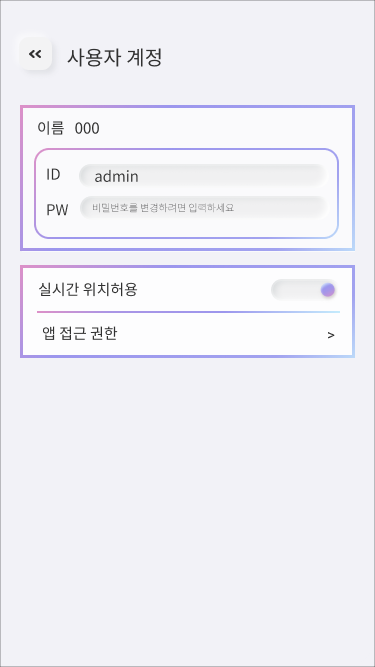 사용자 계정
이름 000
ID admin
PW 비밀번호를 변경하려면 입력하세요
실시간 위치허용
앱 접근 권한 >